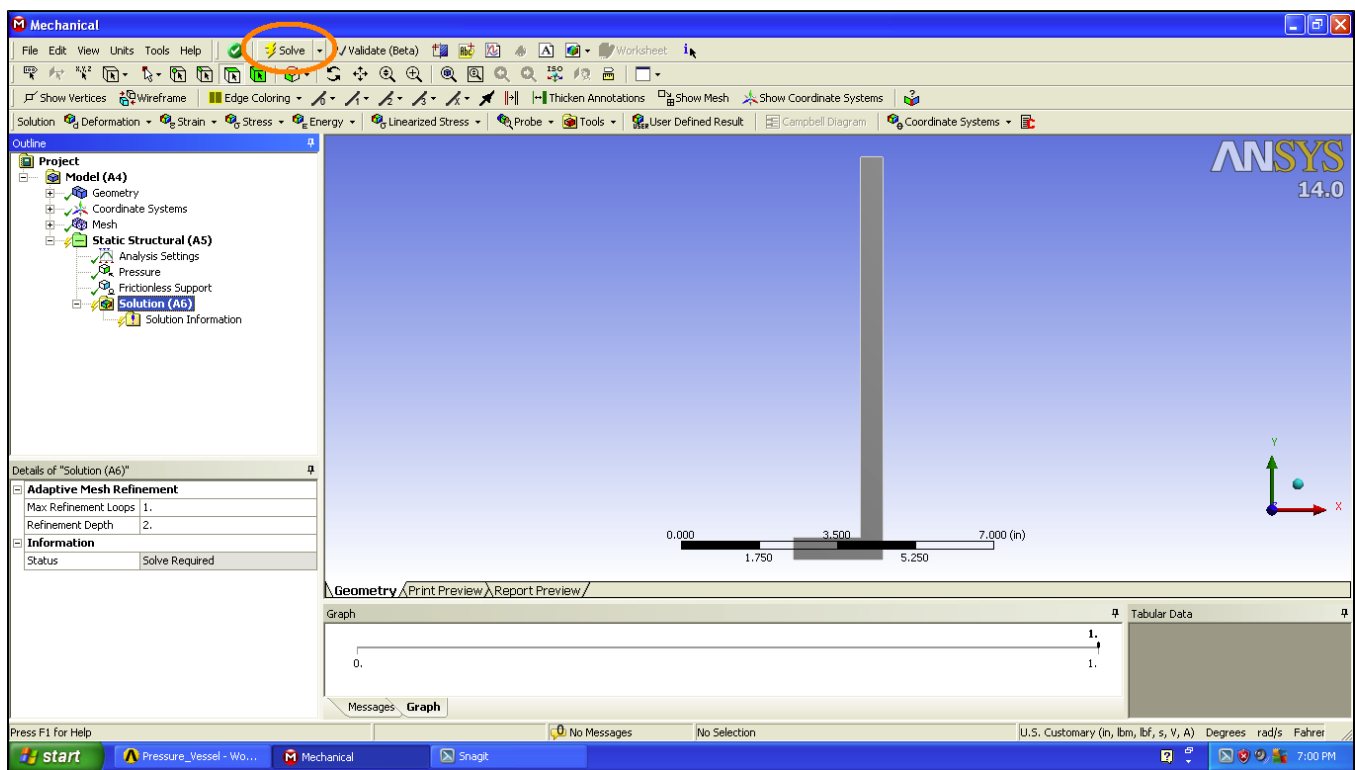 Mechanical
File Edit View Units Tools Help Solve Validate (Beta) A Worksheet i
Show Vertices Wireframe Edge Coloring Thicken Annotations Show Mesh Show Coordinate Systems
Solution Deformation Strain Stress Energy Linearized Stress Probe Tools User Defined Result Campbell Diagram Coordinate Systems
Outline
Project
Model (A4)
Geometry
Coordinate Systems
Mesh
Static Structural (A5)
Analysis Settings
Pressure
Frictionless Support
Solution (A6)
Solution Information
ANSYS
14.0
Y
X
0.000 3.500 7.000 (in)
1.750 5.250
Details of "Solution (A6)"
Adaptive Mesh Refinement
Max Refinement Loops 1.
Refinement Depth 2.
Information
Status Solve Required
Geometry Print Preview Report Preview
Graph
1.
0. 1.
Messages Graph
Tabular Data
Press F1 for Help No Messages No Selection U.S. Customary (in, lbm, lbf, s, V, A) Degrees rad/s Fahrer
start Pressure_Vessel - Wo... Mechanical Snagit 7:00 PM